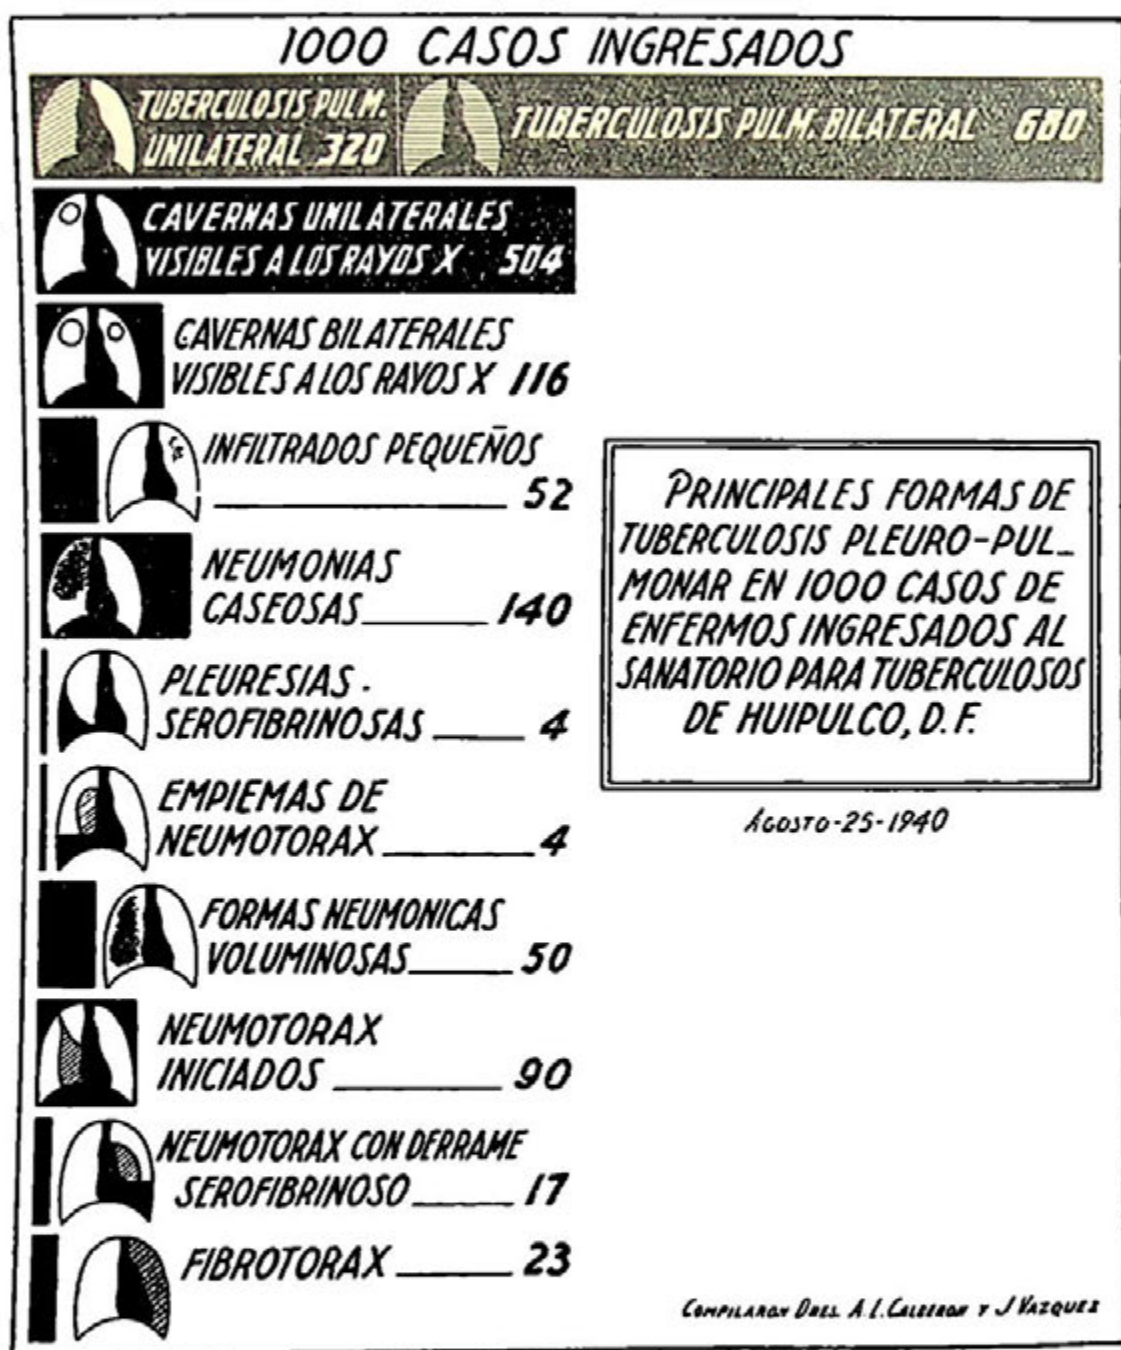 1000 CASOS INGRESADOS
TUBERCULOSIS PULM.
UNILATERAL 320
TUBERCULOSIS PULM. BILATERAL 680
CAVERNAS UNILATERALES
VISIBLES A LOS RAYOS X 504
CAVERNAS BILATERALES
VISIBLES A LOS RAYOS X 116
INFILTRADOS PEQUEÑOS
52
NEUMONIAS
CASEOSAS 140
PLEURESIAS -
SEROFIBRINOSAS 4
EMPIEMAS DE
NEUMOTORAX 4
FORMAS NEUMONICAS
VOLUMINOSAS 50
NEUMOTORAX
INICIADOS 90
NEUMOTORAX CON DERRAME
SEROFIBRINOSO 17
FIBROTORAX 23
PRINCIPALES FORMAS DE
TUBERCULOSIS PLEURO-PUL_
MONAR EN 1000 CASOS DE
ENFERMOS INGRESADOS AL
SANATORIO PARA TUBERCULOSOS
DE HUIPULCO, D.F.
AGOSTO-25-1940
COMPILARON DRES. A. L. CALDERON Y J VAZQUEZ